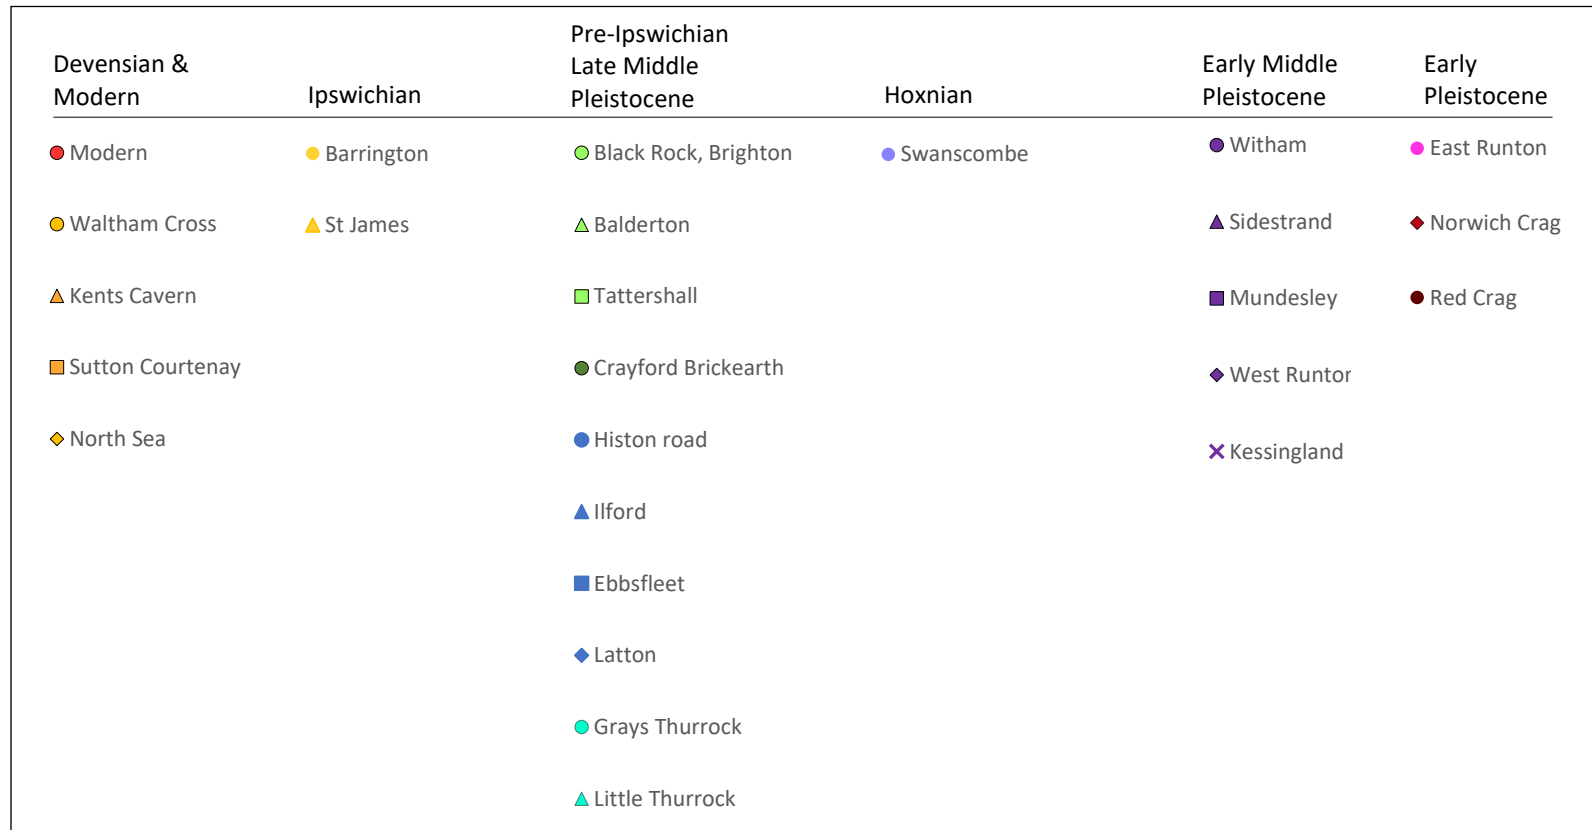 Devensian &
Modern
Ipswichian
Pre-Ipswichian
Late Middle
Pleistocene
Hoxnian
Early Middle
Pleistocene
Early
Pleistocene
Modern
Waltham Cross
Kents Cavern
Sutton Courtenay
North Sea
Barrington
St James
Black Rock, Brighton
Balderton
Tattershall
Crayford Brickearth
Histon road
Ilford
Ebbsfleet
Latton
Grays Thurrock
Little Thurrock
Swanscombe
Witham
Sidestrand
Mundesley
West Runtor
Kessingland
East Runton
Norwich Crag
Red Crag